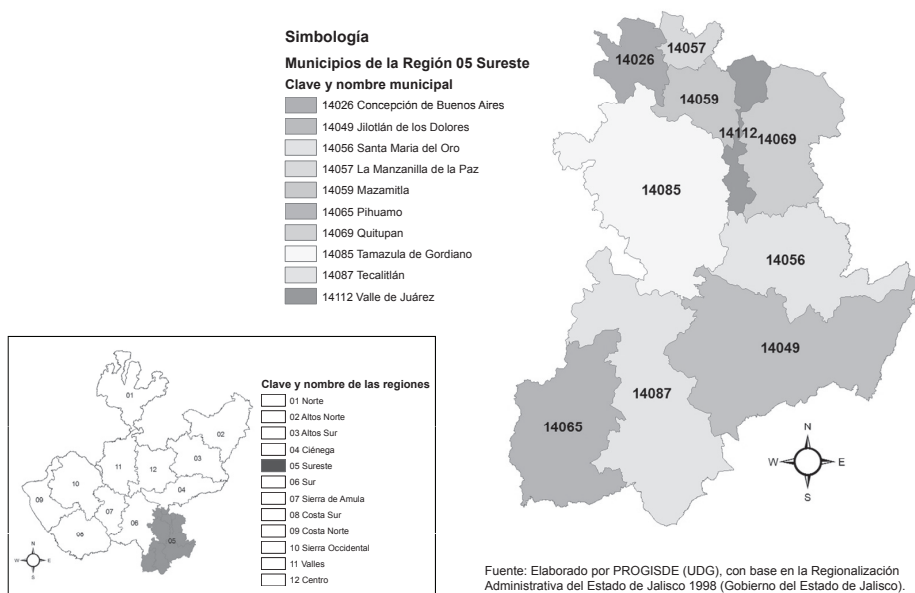 Simbología
Municipios de la Región 05 Sureste
Clave y nombre municipal
14026 Concepción de Buenos Aires
14049 Jilotlán de los Dolores
14056 Santa Maria del Oro
14057 La Manzanilla de la Paz
14059 Mazamitla
14065 Pihuamo
14069 Quitupan
14085 Tamazula de Gordiano
14087 Tecalitlán
14112 Valle de Juárez
14057
14026
14059
14112
14069
14085
14056
14049
14087
14065
N
W
E
S
Clave y nombre de las regiones
01 Norte
02 Altos Norte
03 Altos Sur
04 Ciénega
05 Sureste
06 Sur
07 Sierra de Amula
08 Costa Sur
09 Costa Norte
10 Sierra Occidental
11 Valles
12 Centro
01
02
03
11
12
10
04
09
07
06
05
N
W
E
S
Fuente: Elaborado por PROGISDE (UDG), con base en la Regionalización
Administrativa del Estado de Jalisco 1998 (Gobierno del Estado de Jalisco).